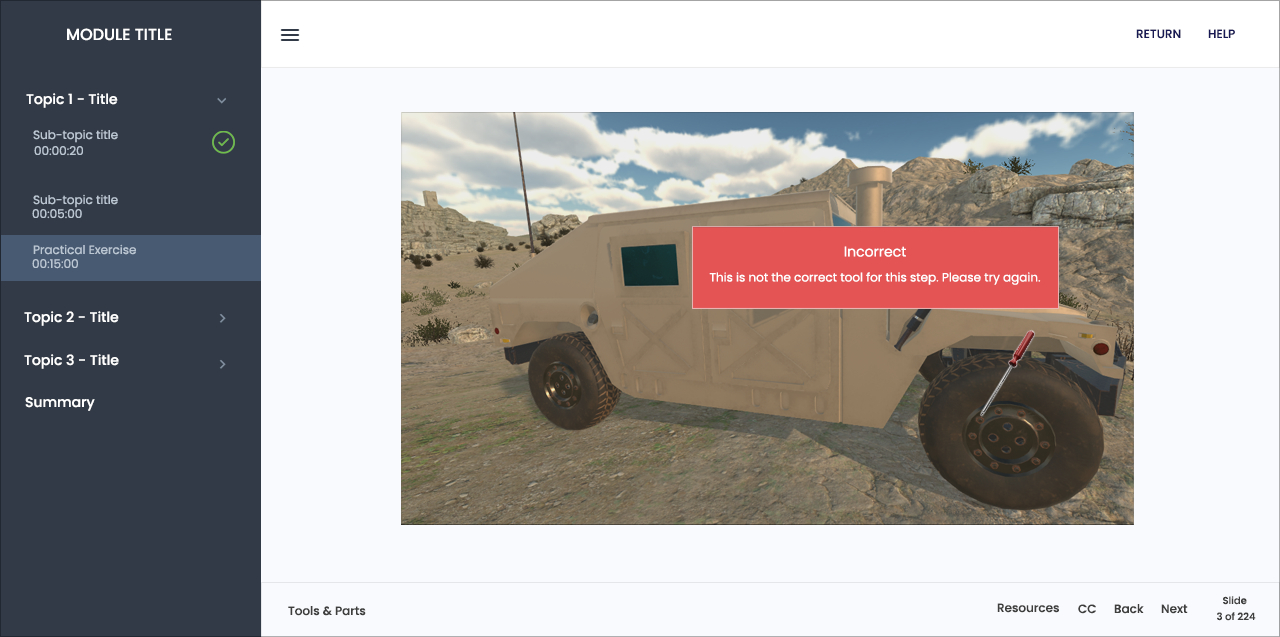 MODULE TITLE
RETURN
HELP
Topic 1 - Title
Sub-topic title
00:00:20
Sub-topic title
00:05:00
Practical Exercise
00:15:00
Topic 2 - Title
Topic 3 - Title
Summary
Incorrect
This is not the correct tool for this step. Please try again.
Tools & Parts
Resources
CC
Back
Next
Slide
3 of 224